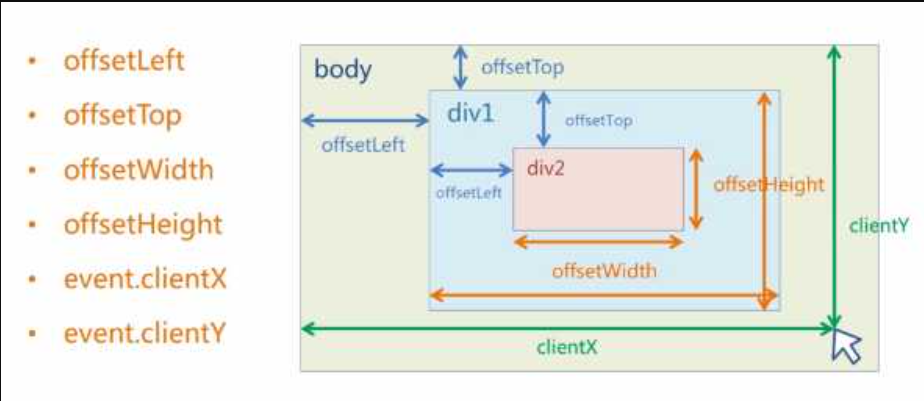 • offsetLeft
• offsetTop
• offsetWidth
• offsetHeight
• event.clientX
• event.clientY
body
offsetTop
div1
offsetTop
offsetLeft
div2
offsetLeft
offsetHeight
clientY
offsetWidth
clientX